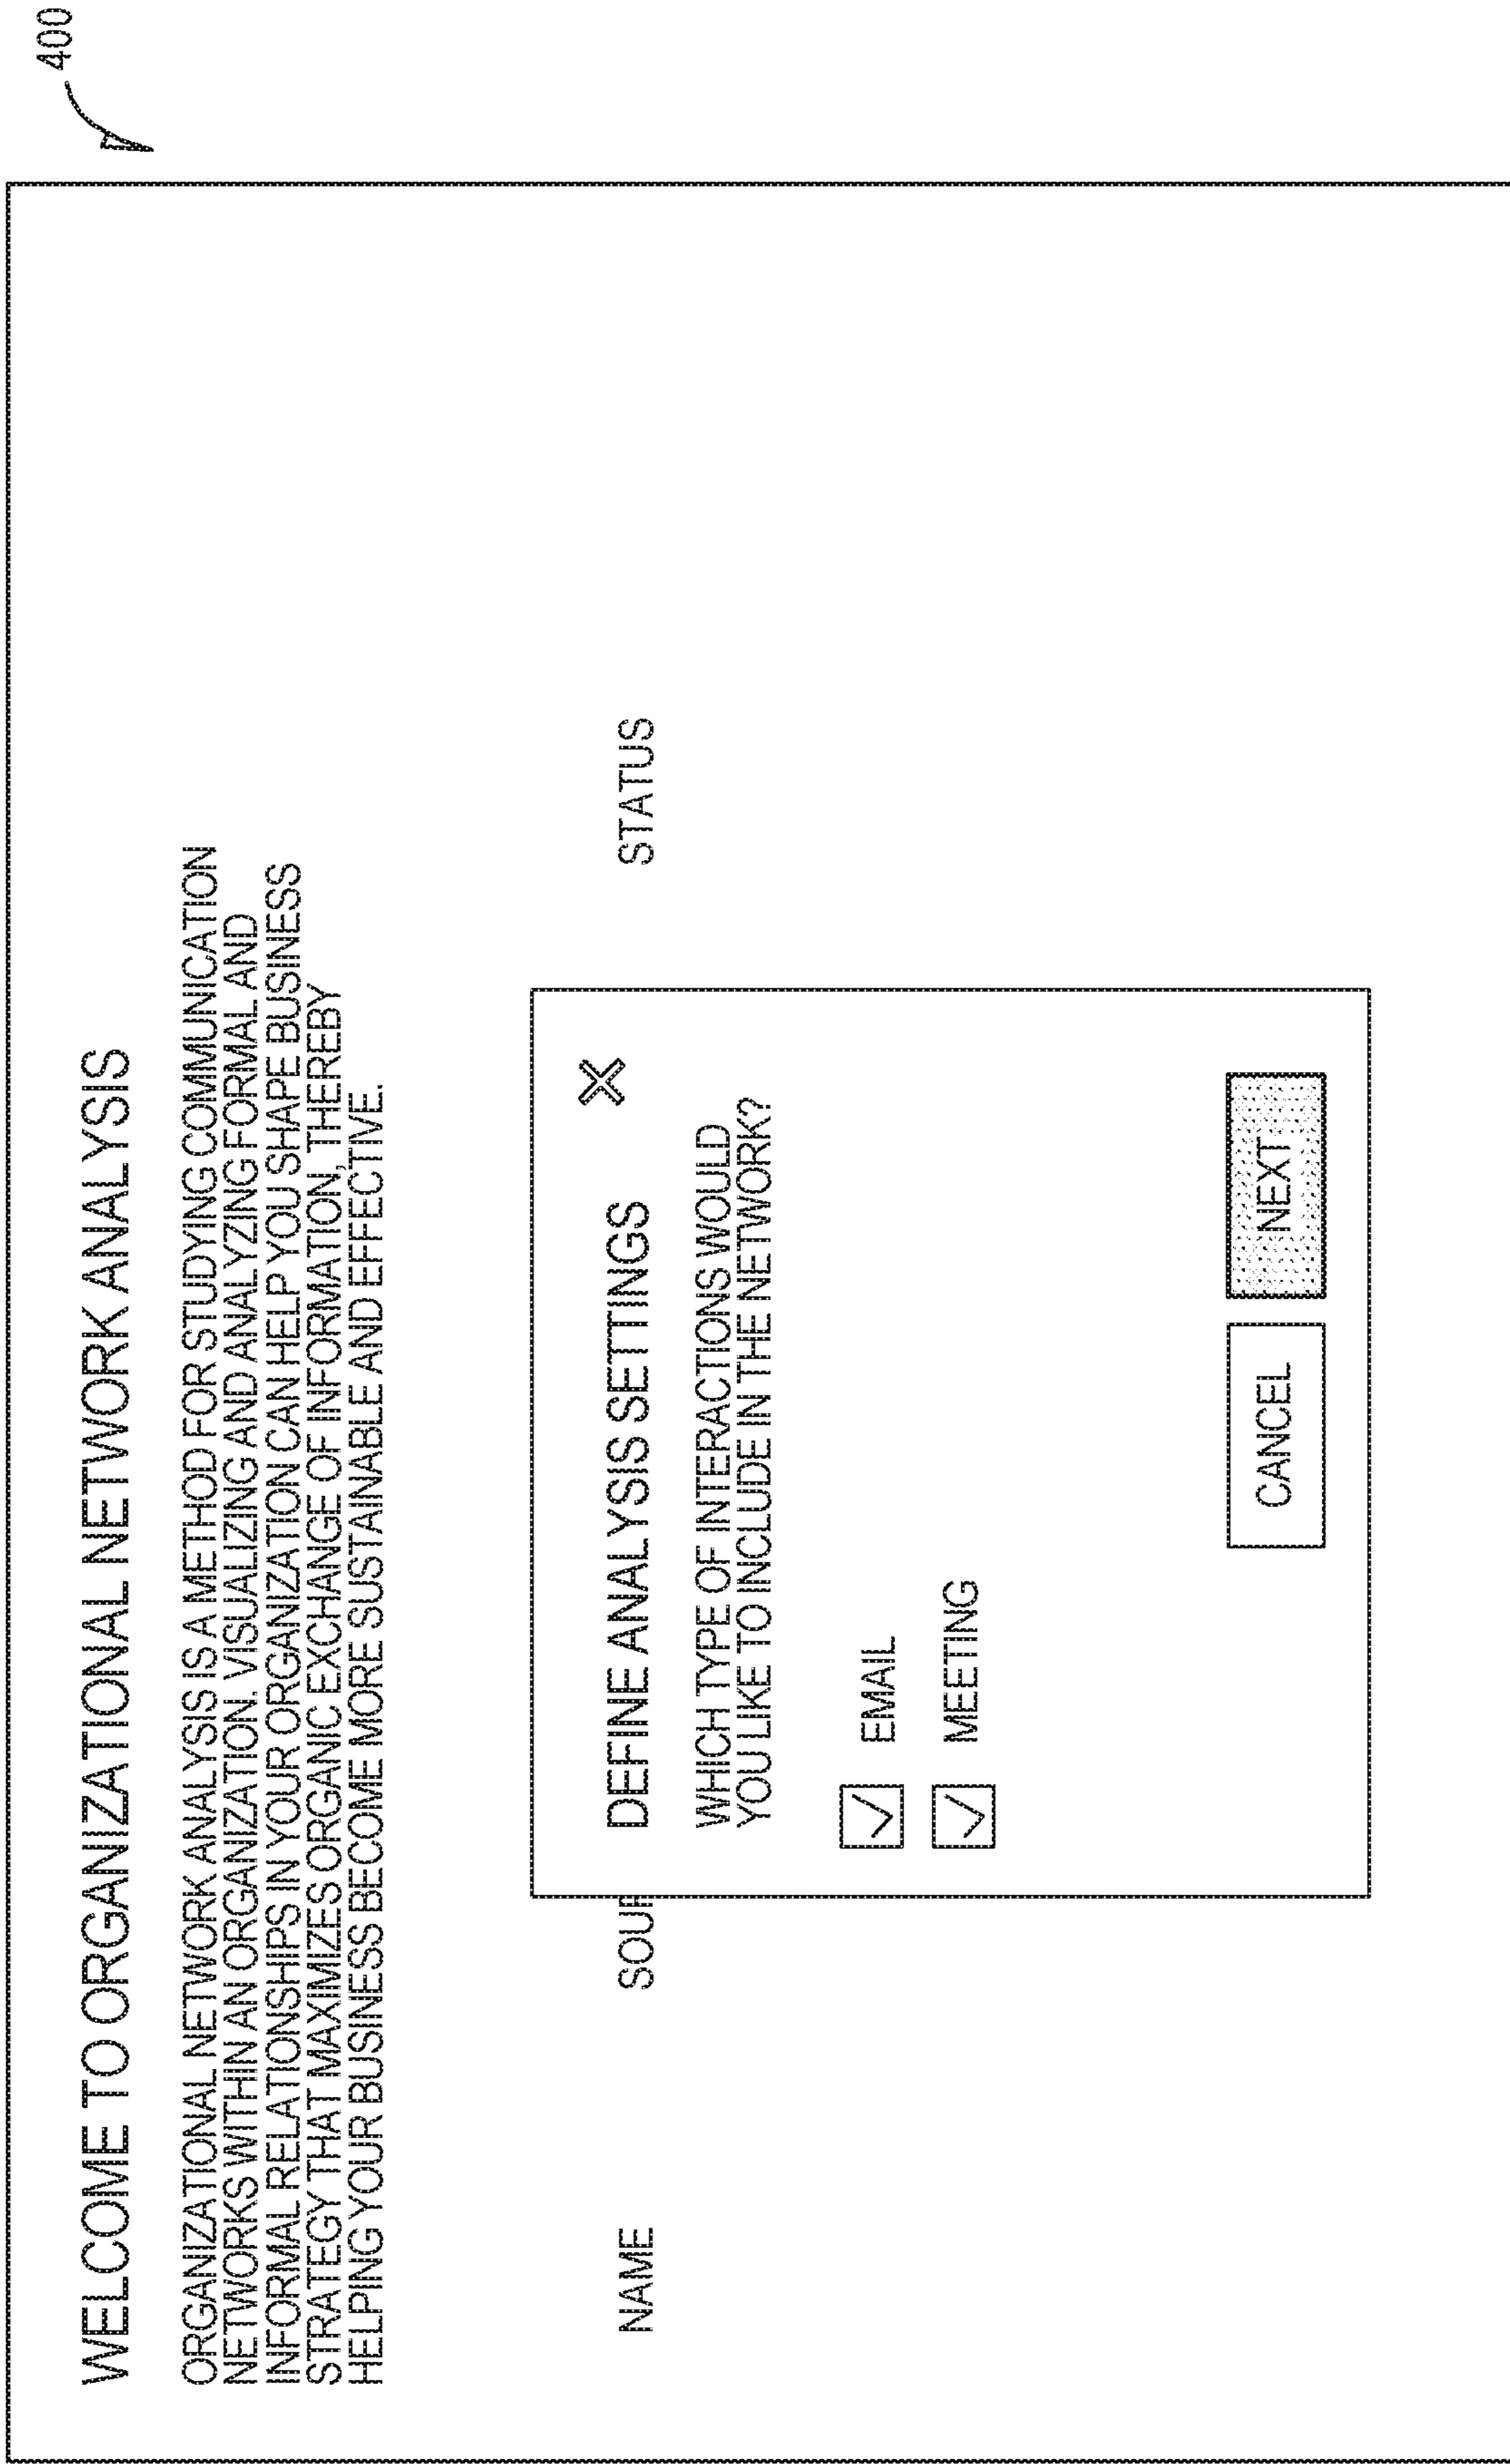 400
WELCOME TO ORGANIZATIONAL NETWORK ANALYSIS
ORGANIZATIONAL NETWORK ANALYSIS IS A METHOD FOR STUDYING COMMUNICATION
NETWORKS WITHIN AN ORGANIZATION. VISUALIZING AND ANALYZING FORMAL AND
INFORMAL RELATIONSHIPS IN YOUR ORGANIZATION CAN HELP YOU SHAPE BUSINESS
STRATEGY THAT MAXIMIZES ORGANIC EXCHANGE OF INFORMATION, THEREBY
HELPING YOUR BUSINESS BECOME MORE SUSTAINABLE AND EFFECTIVE.
NAME SOUR STATUS
DEFINE ANALYSIS SETTINGS
WHICH TYPE OF INTERACTIONS WOULD
YOU LIKE TO INCLUDE IN THE NETWORK?
EMAIL
MEETING
CANCEL NEXT